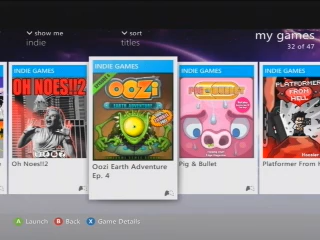 show me
sort
my games
indie
titles
32 of 47
INDIE GAMES
INDIE GAMES
INDIE GAMES
INDIE GAMES
OH NOES!!!2
OOZi
EARTH ADVENTURE
PLATFORMER
FROM
HELL
Oh Noes!!2
Oozi Earth Adventure
Ep. 4
Pig & Bullet
Platformer From H
A Launch B Back X Game Details